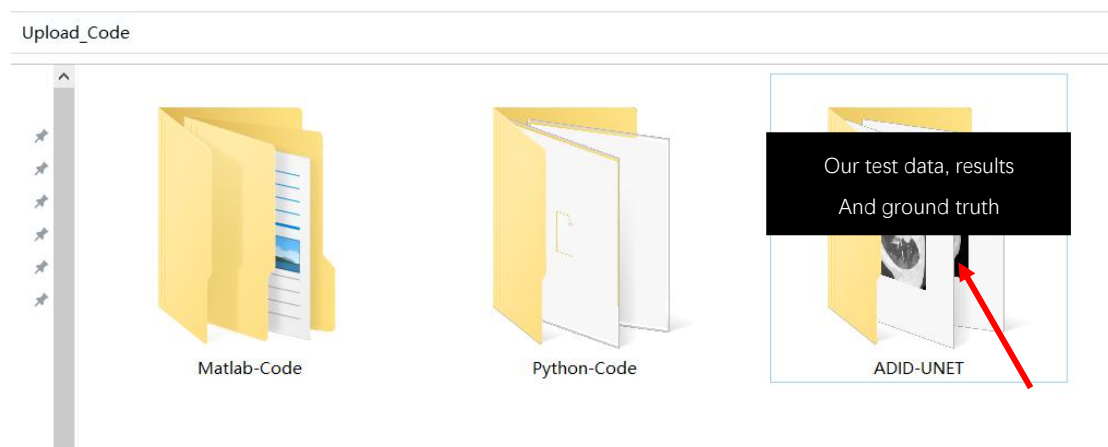 Upload_Code
Our test data, results
And ground truth
Matlab-Code
Python-Code
ADID-UNET